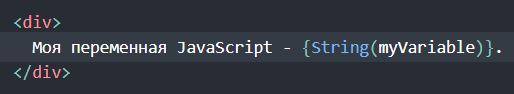 <div>
Моя переменная JavaScript - {String(myVariable)}.
</div>